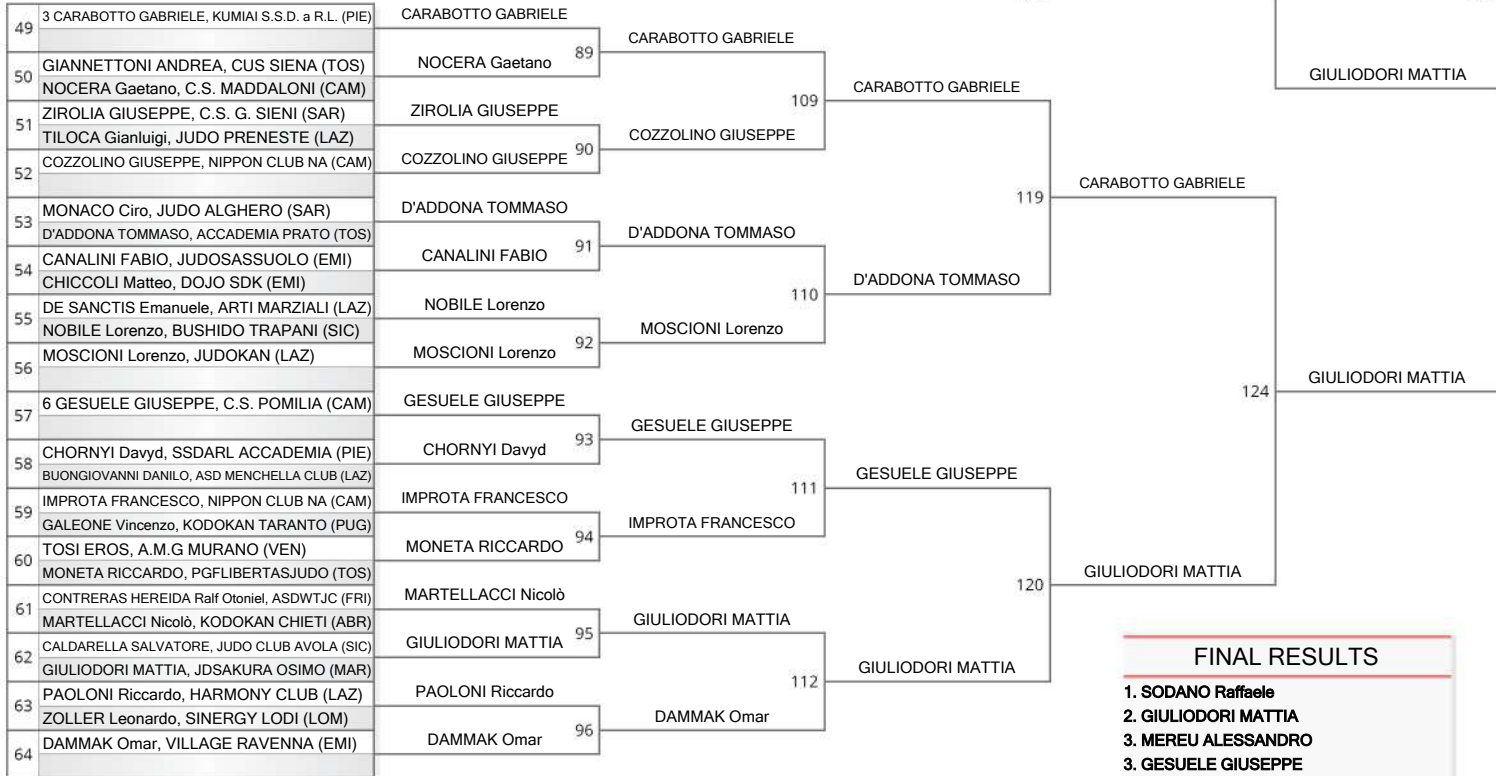 49
3 CARABOTTO GABRIELE, KUMIAI S.S.D. a R.L. (PIE)
50
GIANNETTONI ANDREA, CUS SIENA (TOS)
NOCERA Gaetano, C.S. MADDALONI (CAM)
51
ZIROLIA GIUSEPPE, C.S. G. SIENI (SAR)
TILOCA Gianluigi, JUDO PRENESTE (LAZ)
52
COZZOLINO GIUSEPPE, NIPPON CLUB NA (CAM)
53
MONACO Ciro, JUDO ALGHERO (SAR)
D'ADDONA TOMMASO, ACCADEMIA PRATO (TOS)
54
CANALINI FABIO, JUDOSASSUOLO (EMI)
CHICCOLI Matteo, DOJO SDK (EMI)
55
DE SANCTIS Emanuele, ARTI MARZIALI (LAZ)
NOBILE Lorenzo, BUSHIDO TRAPANI (SIC)
56
MOSCIONI Lorenzo, JUDOKAN (LAZ)
57
6 GESUELE GIUSEPPE, C.S. POMILIA (CAM)
58
CHORNYI Davyd, SSDARL ACCADEMIA (PIE)
BUONGIOVANNI DANILO, ASD MENCHELLA CLUB (LAZ)
59
IMPROTA FRANCESCO, NIPPON CLUB NA (CAM)
GALEONE Vincenzo, KODOKAN TARANTO (PUG)
60
TOSI EROS, A.M.G MURANO (VEN)
MONETA RICCARDO, PGFLIBERTASJUDO (TOS)
61
CONTRERAS HEREIDA Ralf Otoniel, ASDWTJC (FRI)
MARTELLACCI Nicolò, KODOKAN CHIETI (ABR)
62
CALDARELLA SALVATORE, JUDO CLUB AVOLA (SIC)
GIULIODORI MATTIA, JDSAKURA OSIMO (MAR)
63
PAOLONI Riccardo, HARMONY CLUB (LAZ)
ZOLLER Leonardo, SINERGY LODI (LOM)
64
DAMMAK Omar, VILLAGE RAVENNA (EMI)
CARABOTTO GABRIELE
89
NOCERA Gaetano
ZIROLIA GIUSEPPE
90
COZZOLINO GIUSEPPE
D'ADDONA TOMMASO
91
CANALINI FABIO
NOBILE Lorenzo
92
MOSCIONI Lorenzo
GESUELE GIUSEPPE
93
CHORNYI Davyd
IMPROTA FRANCESCO
94
MONETA RICCARDO
MARTELLACCI Nicolò
95
GIULIODORI MATTIA
PAOLONI Riccardo
96
DAMMAK Omar
CARABOTTO GABRIELE
109
COZZOLINO GIUSEPPE
D'ADDONA TOMMASO
110
MOSCIONI Lorenzo
GESUELE GIUSEPPE
111
IMPROTA FRANCESCO
GIULIODORI MATTIA
112
DAMMAK Omar
CARABOTTO GABRIELE
119
D'ADDONA TOMMASO
GESUELE GIUSEPPE
120
GIULIODORI MATTIA
CARABOTTO GABRIELE
124
GIULIODORI MATTIA
GIULIODORI MATTIA
GIULIODORI MATTIA
FINAL RESULTS
1. SODANO Raffaele
2. GIULIODORI MATTIA
3. MEREU ALESSANDRO
3. GESUELE GIUSEPPE